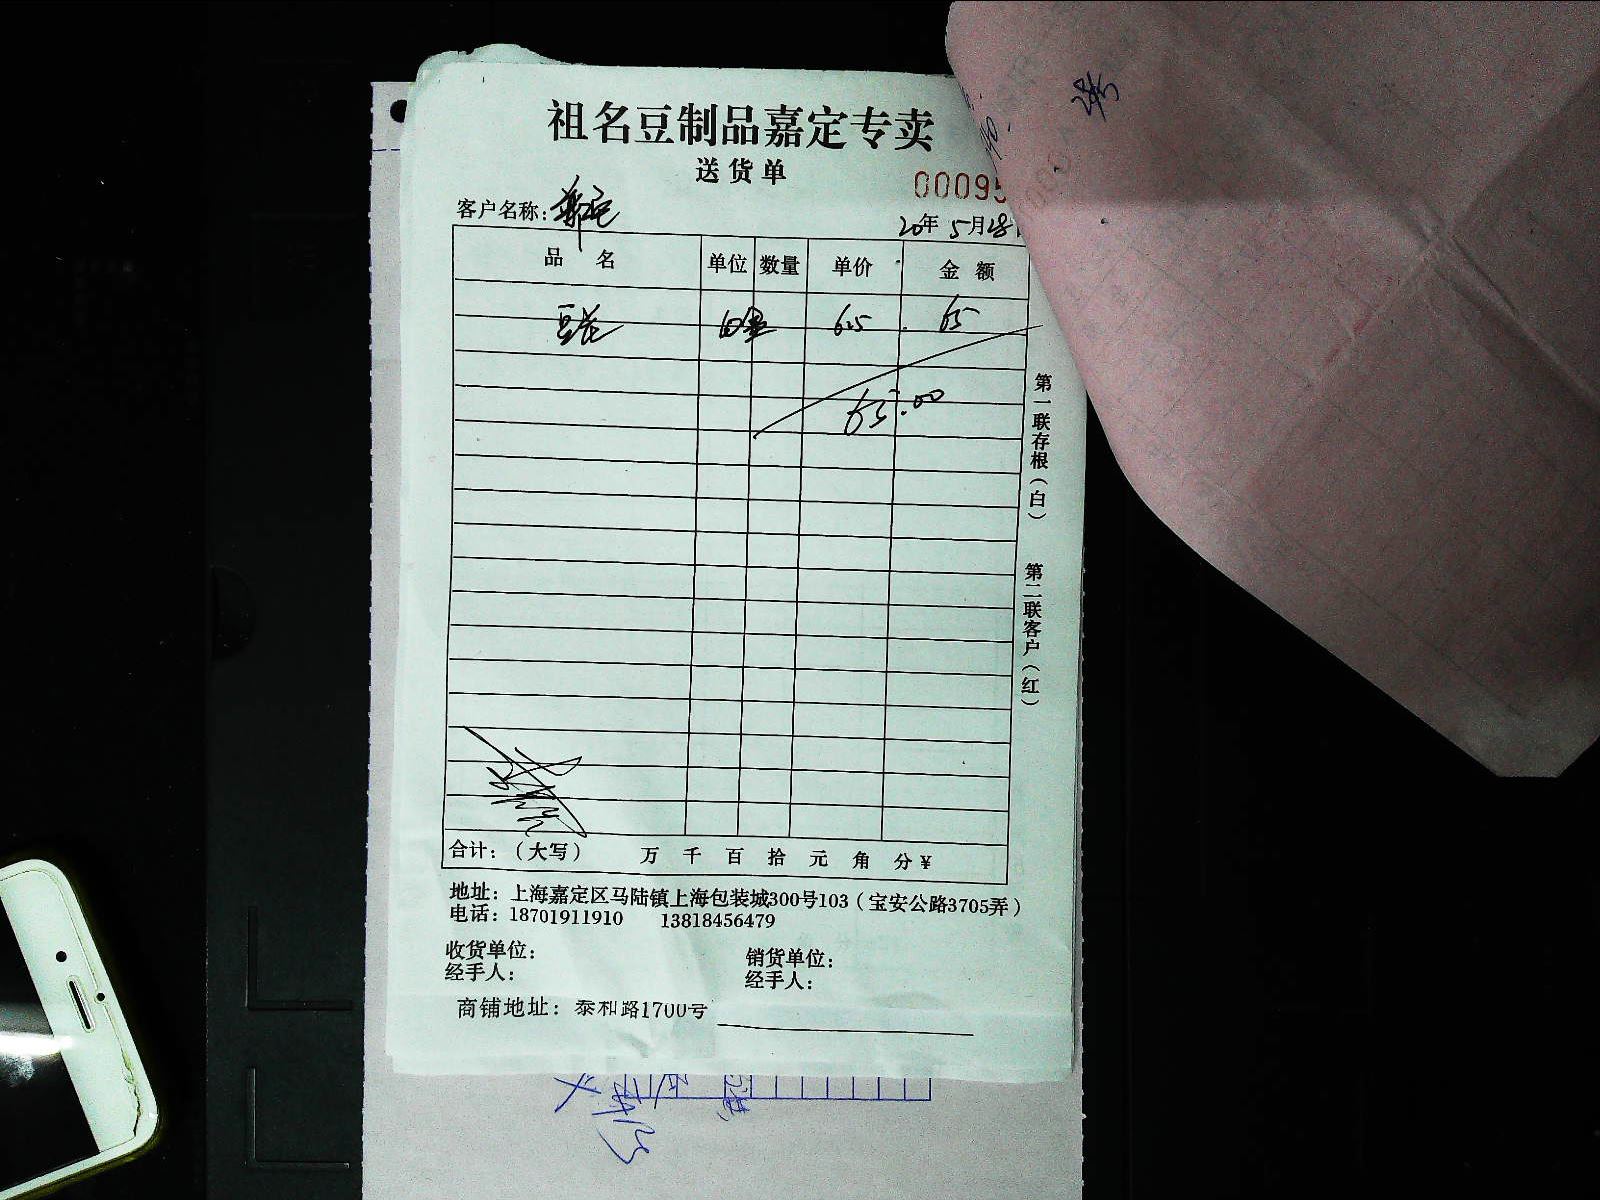 祖名豆制品嘉定专卖
送货单
00095
客户名称：
20年 5月28
品 名 单位 数量 单价 金 额
豆花 6.5 65
65.00
第一联存根（白） 第二联客户（红）
合计：（大写） 万 千 百 拾 元 角 分￥
地址：上海嘉定区马陆镇上海包装城300号103（宝安公路3705弄）
电话：18701911910 13818456479
收货单位： 销货单位：
经手人： 经手人：
商铺地址：泰和路1700号